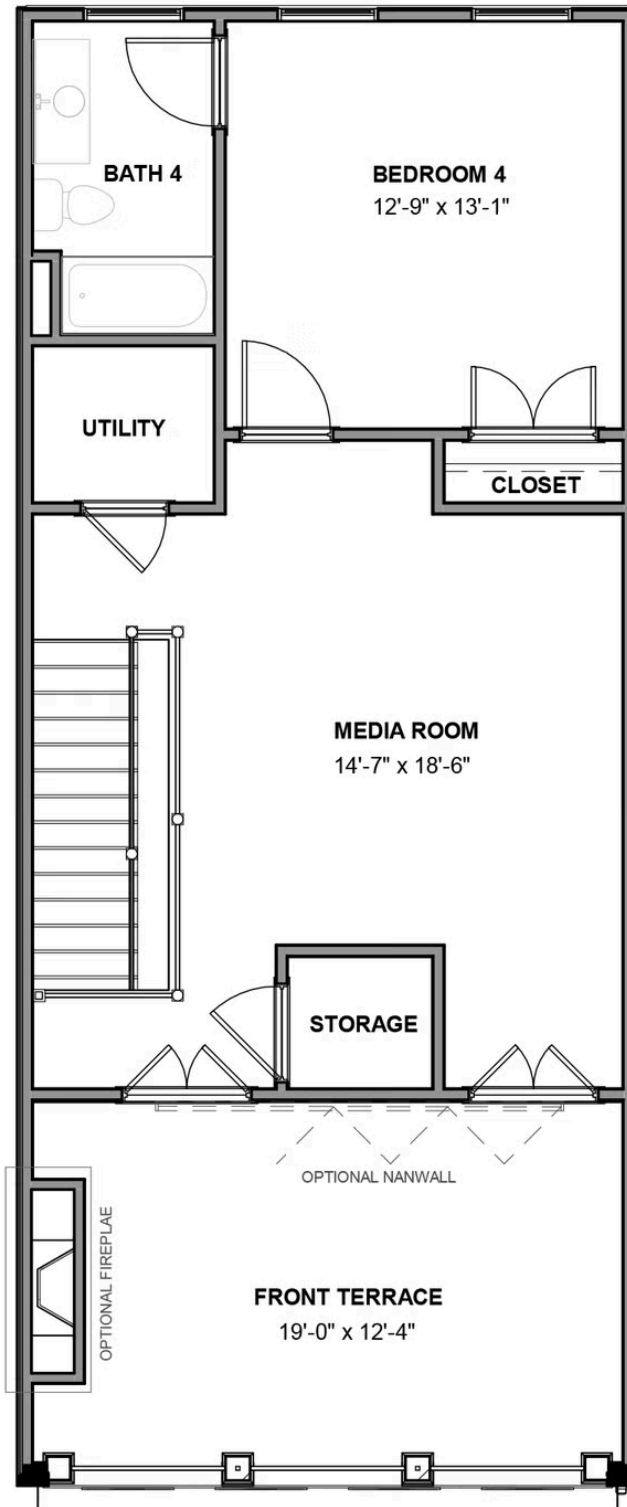 BATH 4
BEDROOM 4
12'-9" x 13'-1"
UTILITY
CLOSET
MEDIA ROOM
14'-7" x 18'-6"
STORAGE
OPTIONAL NANWALL
OPTIONAL FIREPLAE
FRONT TERRACE
19'-0" x 12'-4"